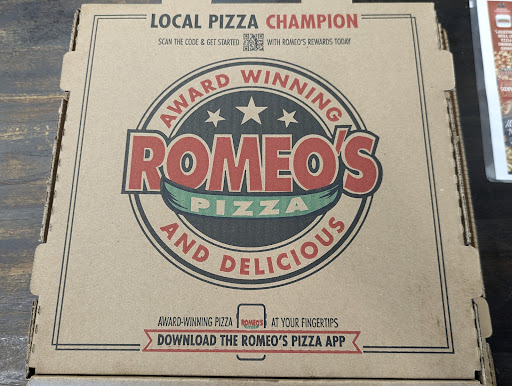 LOCAL PIZZA CHAMPION
SCAN THE CODE & GET STARTED WITH ROMEO'S REWARDS TODAY
AWARD WINNING
ROMEO'S
PIZZA
AND DELICIOUS
AWARD-WINNING PIZZA ROMEO'S AT YOUR FINGERTIPS
DOWNLOAD THE ROMEO'S PIZZA APP